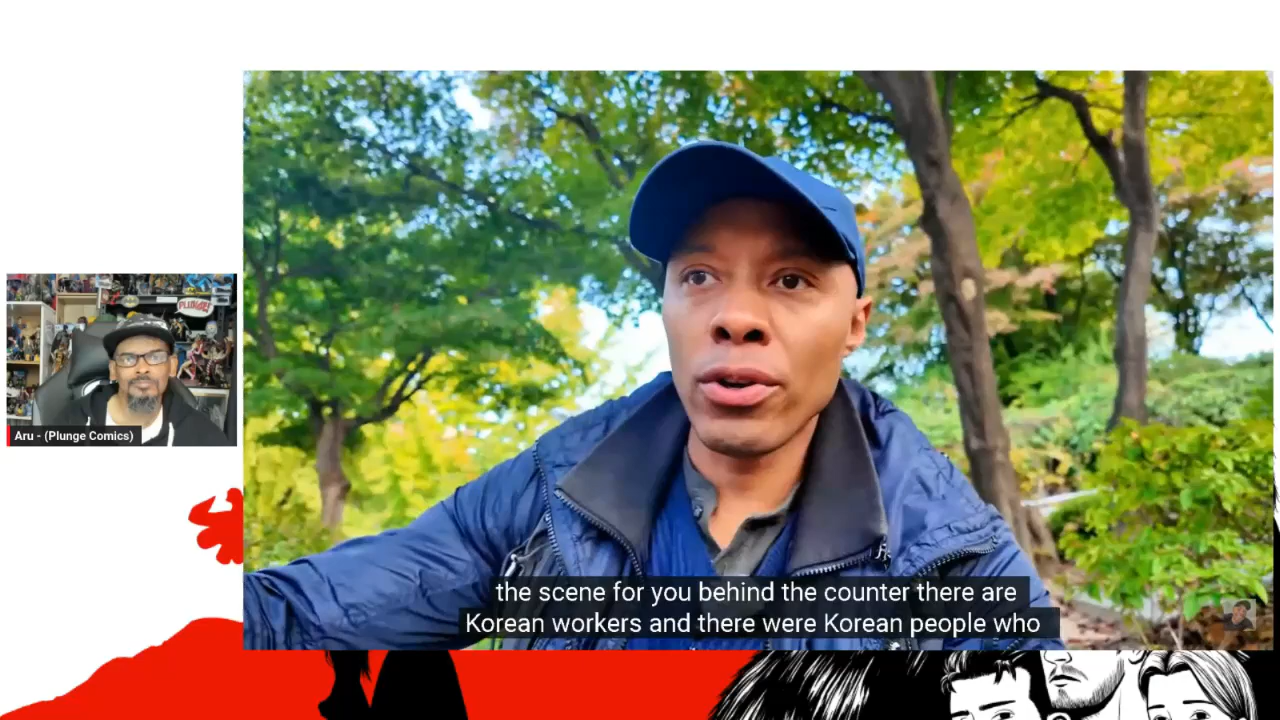 PLUNGE!
Aru - (Plunge Comics)
the scene for you behind the counter there are
Korean workers and there were Korean people who